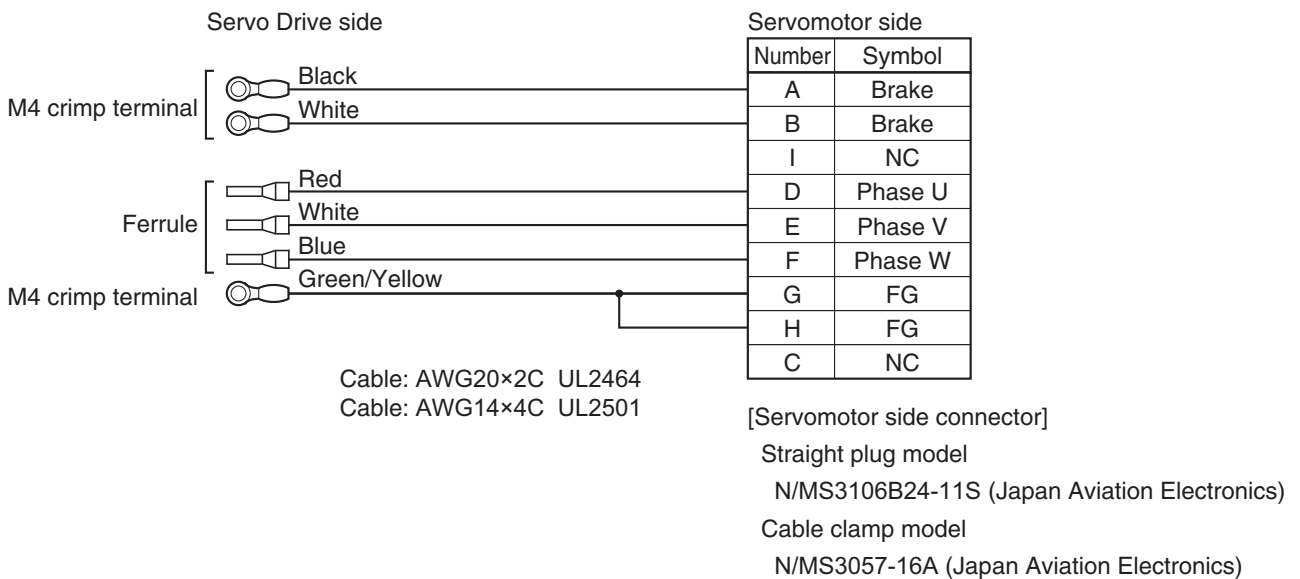 Servo Drive side
Servomotor side
Number Symbol
M4 crimp terminal
Black
A Brake
White
B Brake
I NC
Ferrule
Red
D Phase U
White
E Phase V
Blue
F Phase W
M4 crimp terminal
Green/Yellow
G FG
H FG
C NC
Cable: AWG20×2C UL2464
Cable: AWG14×4C UL2501
[Servomotor side connector]
Straight plug model
N/MS3106B24-11S (Japan Aviation Electronics)
Cable clamp model
N/MS3057-16A (Japan Aviation Electronics)